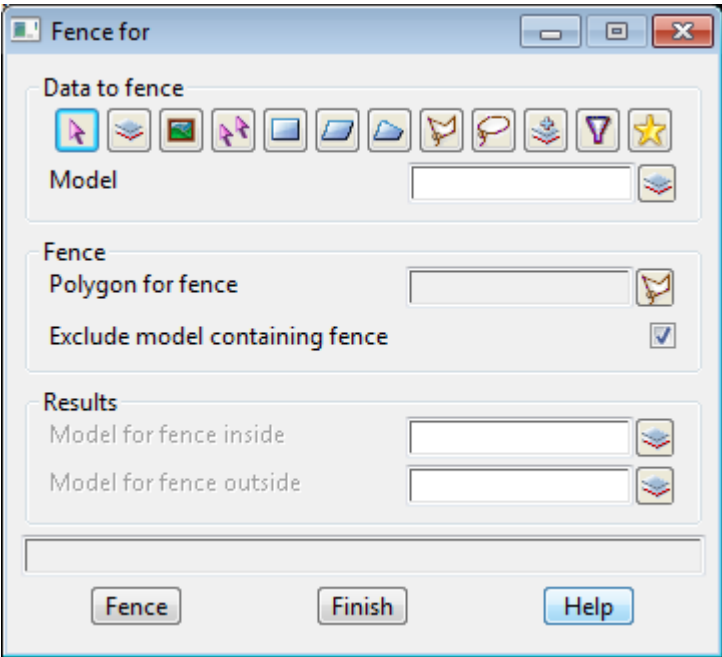 Fence for
Data to fence
Model
Fence
Polygon for fence
Exclude model containing fence
Results
Model for fence inside
Model for fence outside
Fence Finish Help